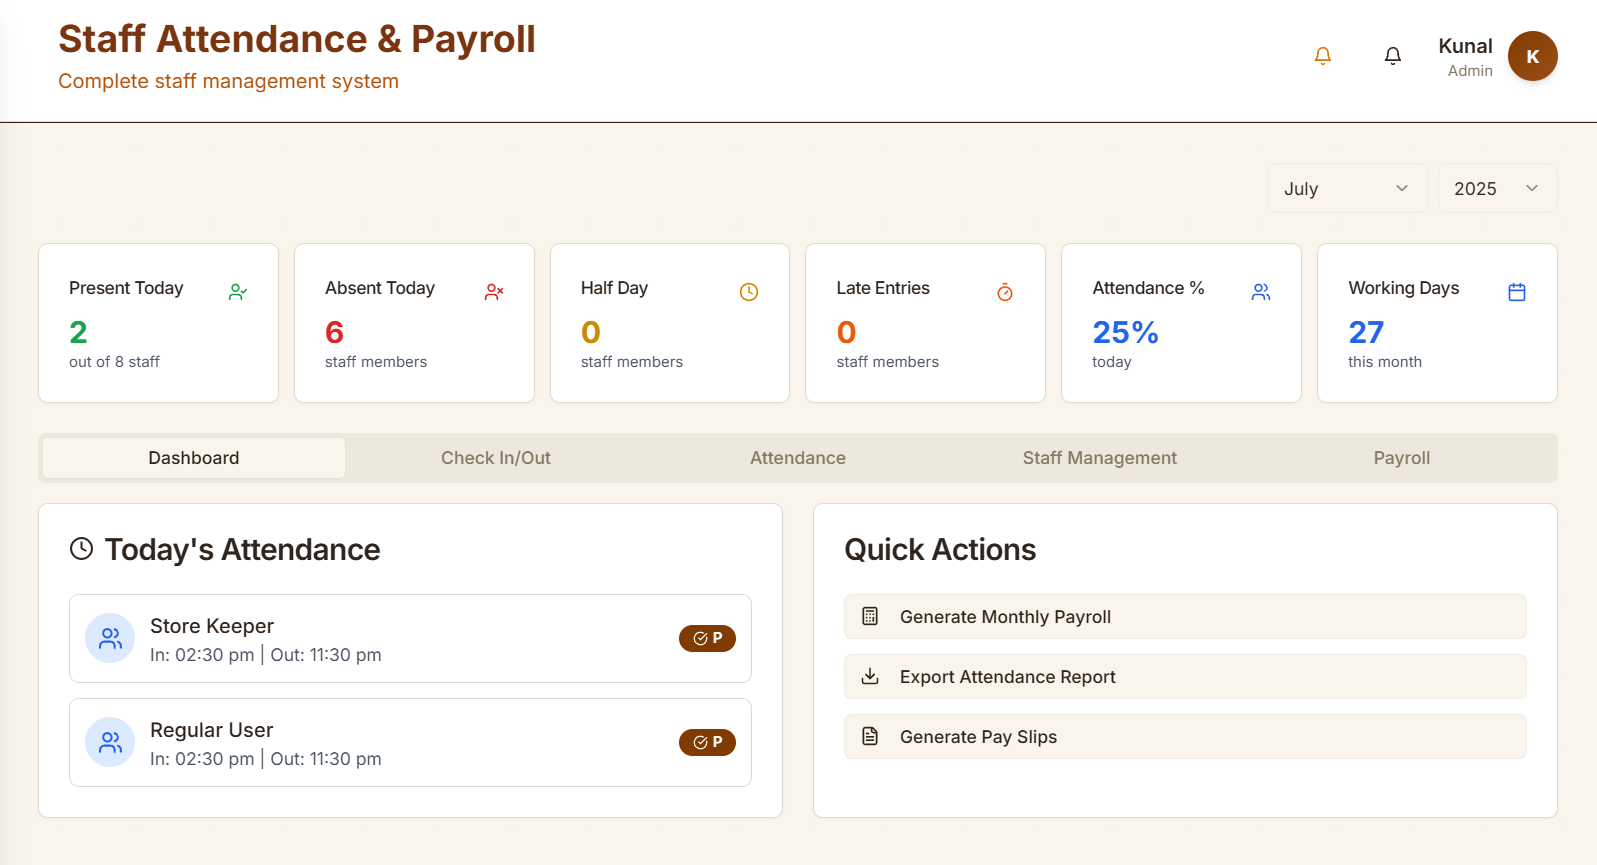 Staff Attendance & Payroll
Complete staff management system
Kunal
Admin
K
July
2025
Present Today
2
out of 8 staff
Absent Today
6
staff members
Half Day
0
staff members
Late Entries
0
staff members
Attendance %
25%
today
Working Days
27
this month
Dashboard
Check In/Out
Attendance
Staff Management
Payroll
Today's Attendance
Store Keeper
In: 02:30 pm | Out: 11:30 pm
P
Regular User
In: 02:30 pm | Out: 11:30 pm
P
Quick Actions
Generate Monthly Payroll
Export Attendance Report
Generate Pay Slips